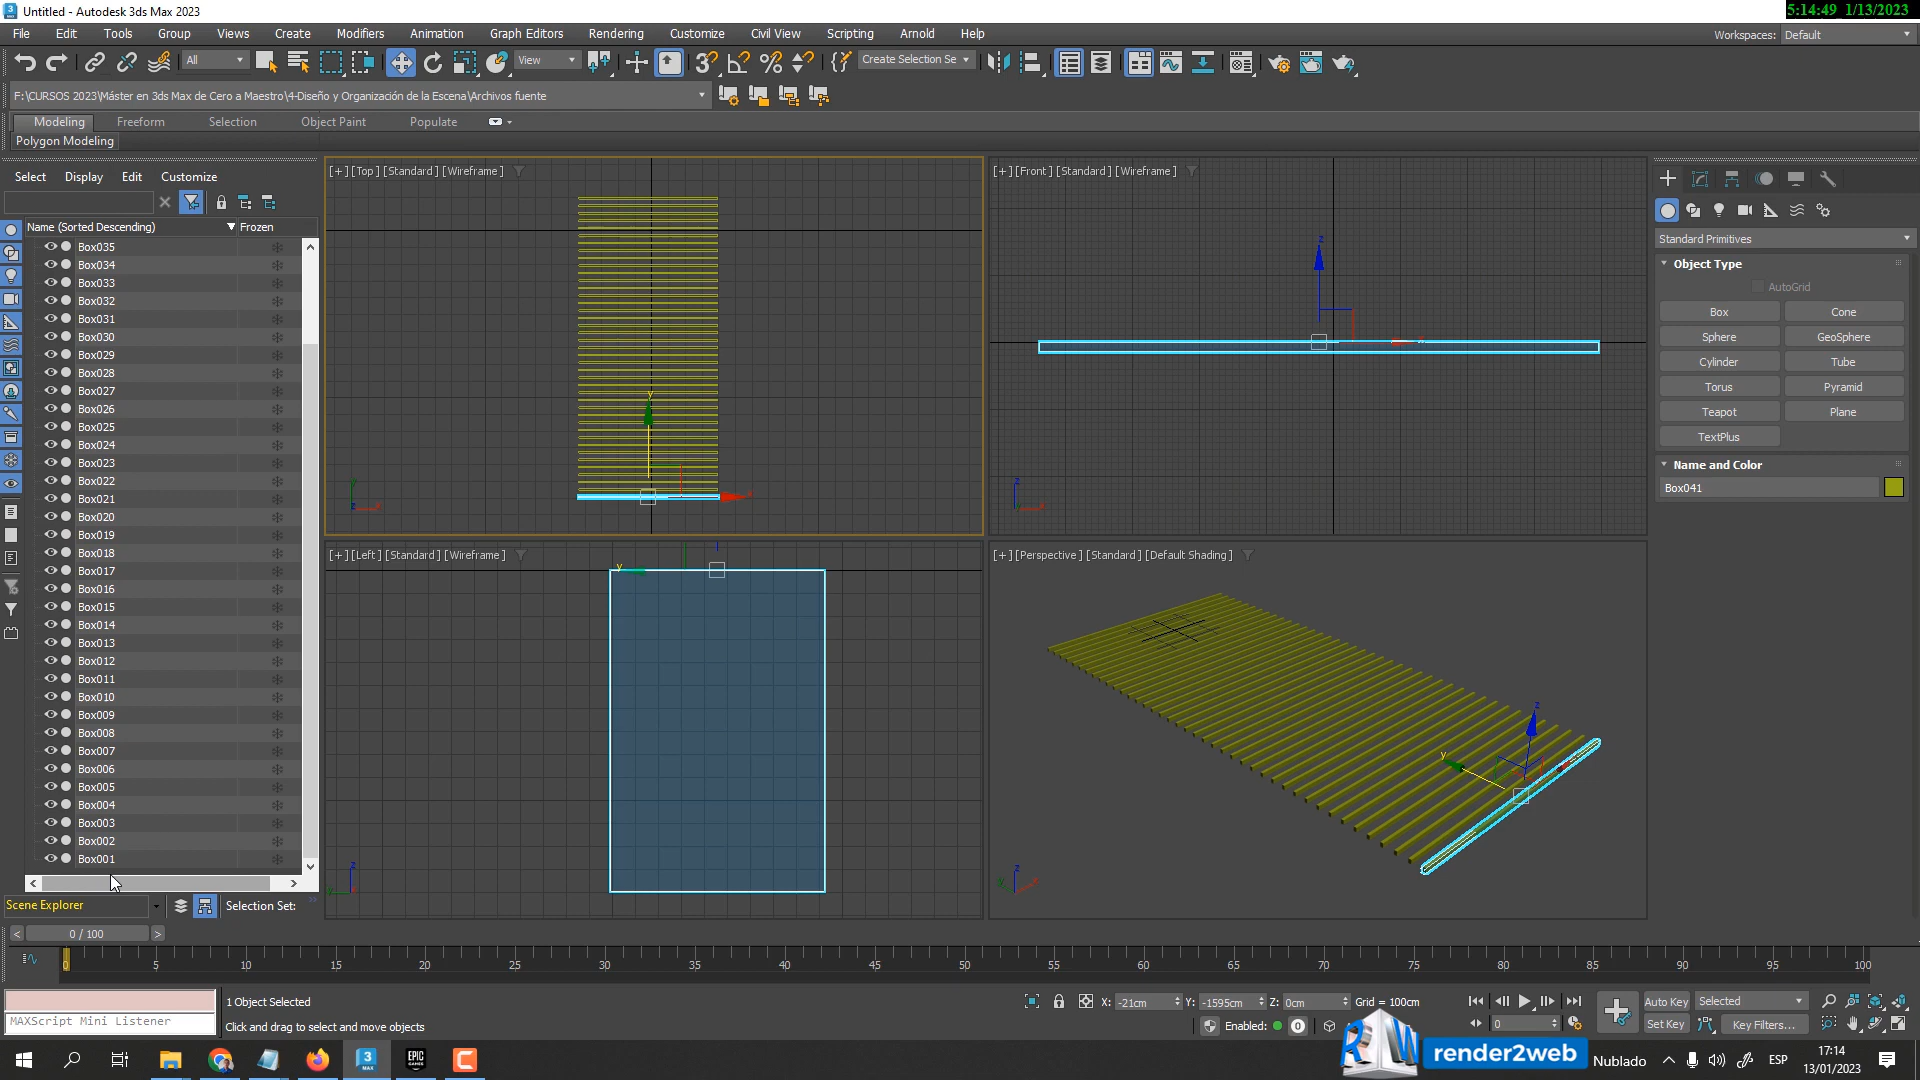 Untitled - Autodesk 3ds Max 2023
5:14:49 1/13/2023
File Edit Tools Group Views Create Modifiers Animation Graph Editors Rendering Customize Civil View Scripting Arnold Help
Workspaces: Default
All View Create Selection Se
F:\CURSOS 2023\Máster en 3ds Max de Cero a Maestro\4-Diseño y Organización de la Escena\Archivos fuente
Modeling Freeform Selection Object Paint Populate
Polygon Modeling
Select Display Edit Customize
Name (Sorted Descending) Frozen
Box035
Box034
Box033
Box032
Box031
Box030
Box029
Box028
Box027
Box026
Box025
Box024
Box023
Box022
Box021
Box020
Box019
Box018
Box017
Box016
Box015
Box014
Box013
Box012
Box011
Box010
Box009
Box008
Box007
Box006
Box005
Box004
Box003
Box002
Box001
Scene Explorer Selection Set:
[+] [Top] [Standard] [Wireframe]
[+] [Front] [Standard] [Wireframe]
[+] [Left] [Standard] [Wireframe]
[+] [Perspective] [Standard] [Default Shading]
Standard Primitives
Object Type
AutoGrid
Box Cone
Sphere GeoSphere
Cylinder Tube
Torus Pyramid
Teapot Plane
TextPlus
Name and Color
Box041
0 / 100
0 5 10 15 20 25 30 35 40 45 50 55 60 65 70 75 80 85 90 95 100
MAXScript Mini Listener
1 Object Selected
Click and drag to select and move objects
X: -21cm Y: -1595cm Z: 0cm Grid = 100cm
Enabled: 0
0
Auto Key Selected
Set Key Key Filters...
render2web
Nublado
ESP
17:14
13/01/2023